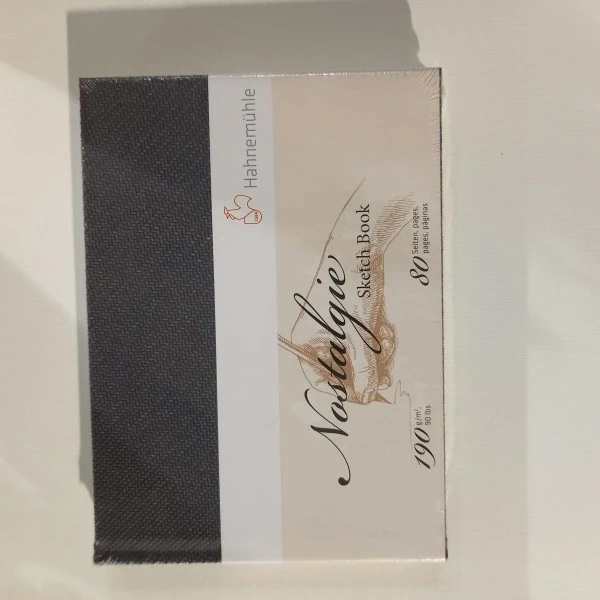 Hahnemühle
Nostalgie
Sketch Book
190 g/m², 90 lbs
80 Seiten, pages,
pages, páginas